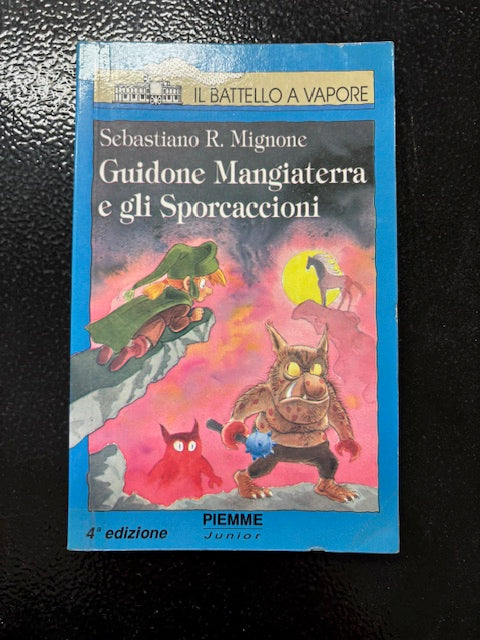 IL BATTELLO A VAPORE
Sebastiano R. Mignone
Guidone Mangiaterra
e gli Sporcaccioni
4ª edizione
PIEMME
Junior